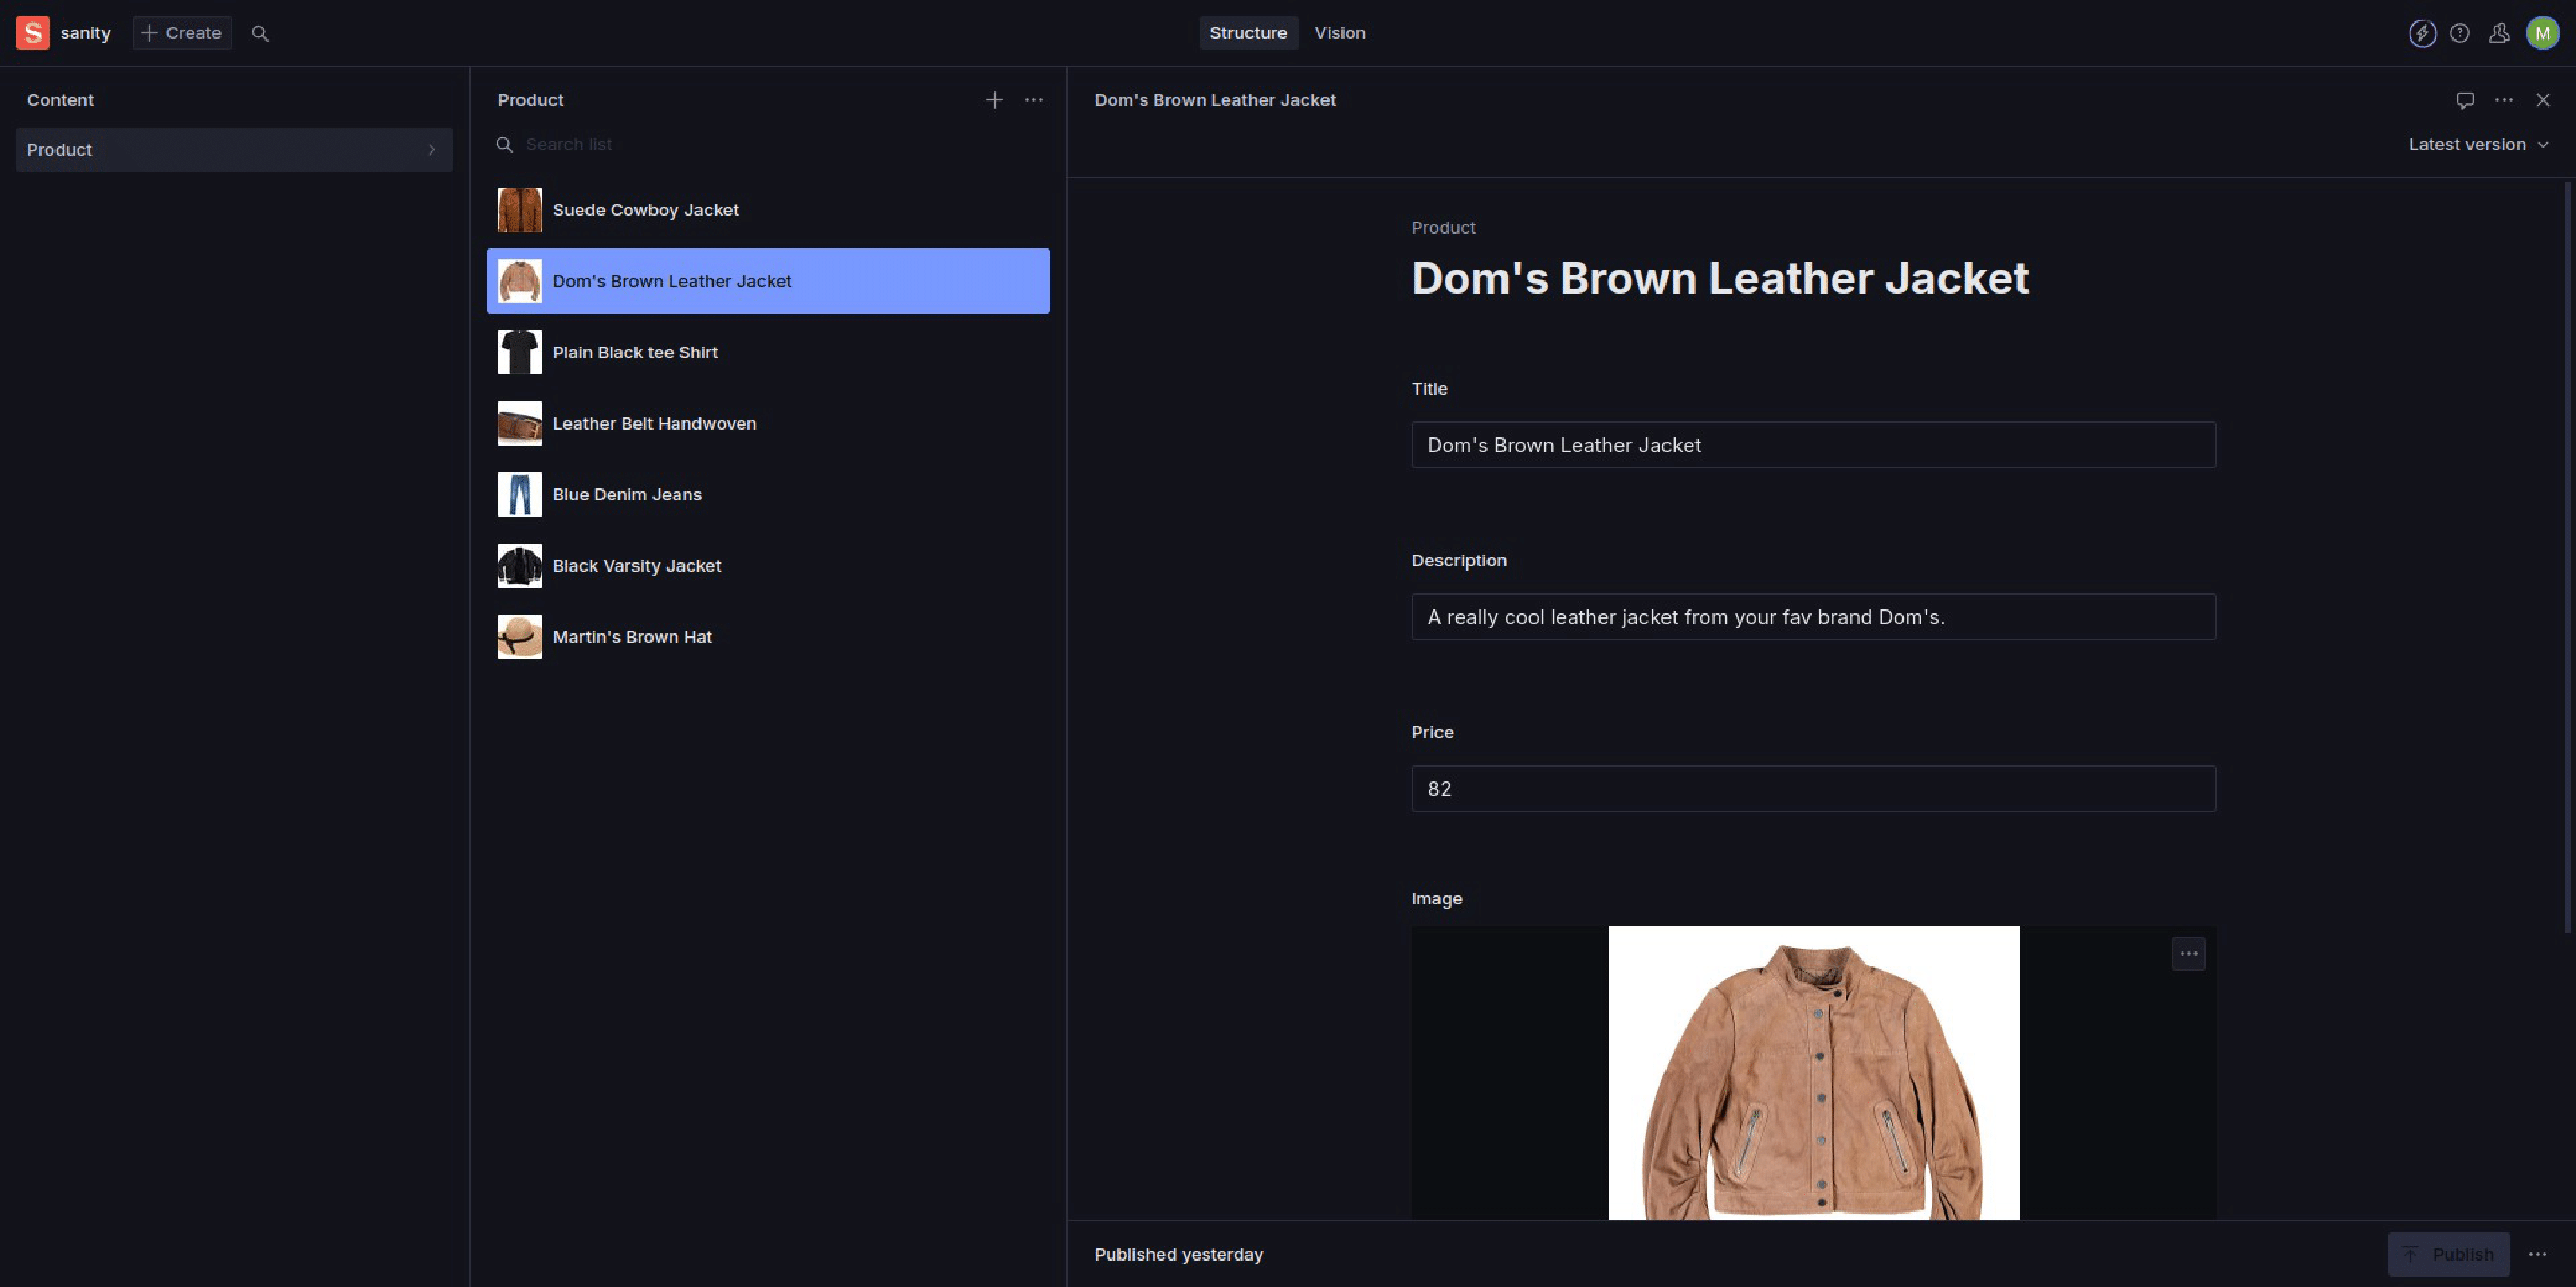 sanity
Create
Structure
Vision
M
Content
Product
Product
Search list
Suede Cowboy Jacket
Dom's Brown Leather Jacket
Plain Black tee Shirt
Leather Belt Handwoven
Blue Denim Jeans
Black Varsity Jacket
Martin's Brown Hat
Dom's Brown Leather Jacket
Latest version
Product
Dom's Brown Leather Jacket
Title
Dom's Brown Leather Jacket
Description
A really cool leather jacket from your fav brand Dom's.
Price
82
Image
Published yesterday
Publish